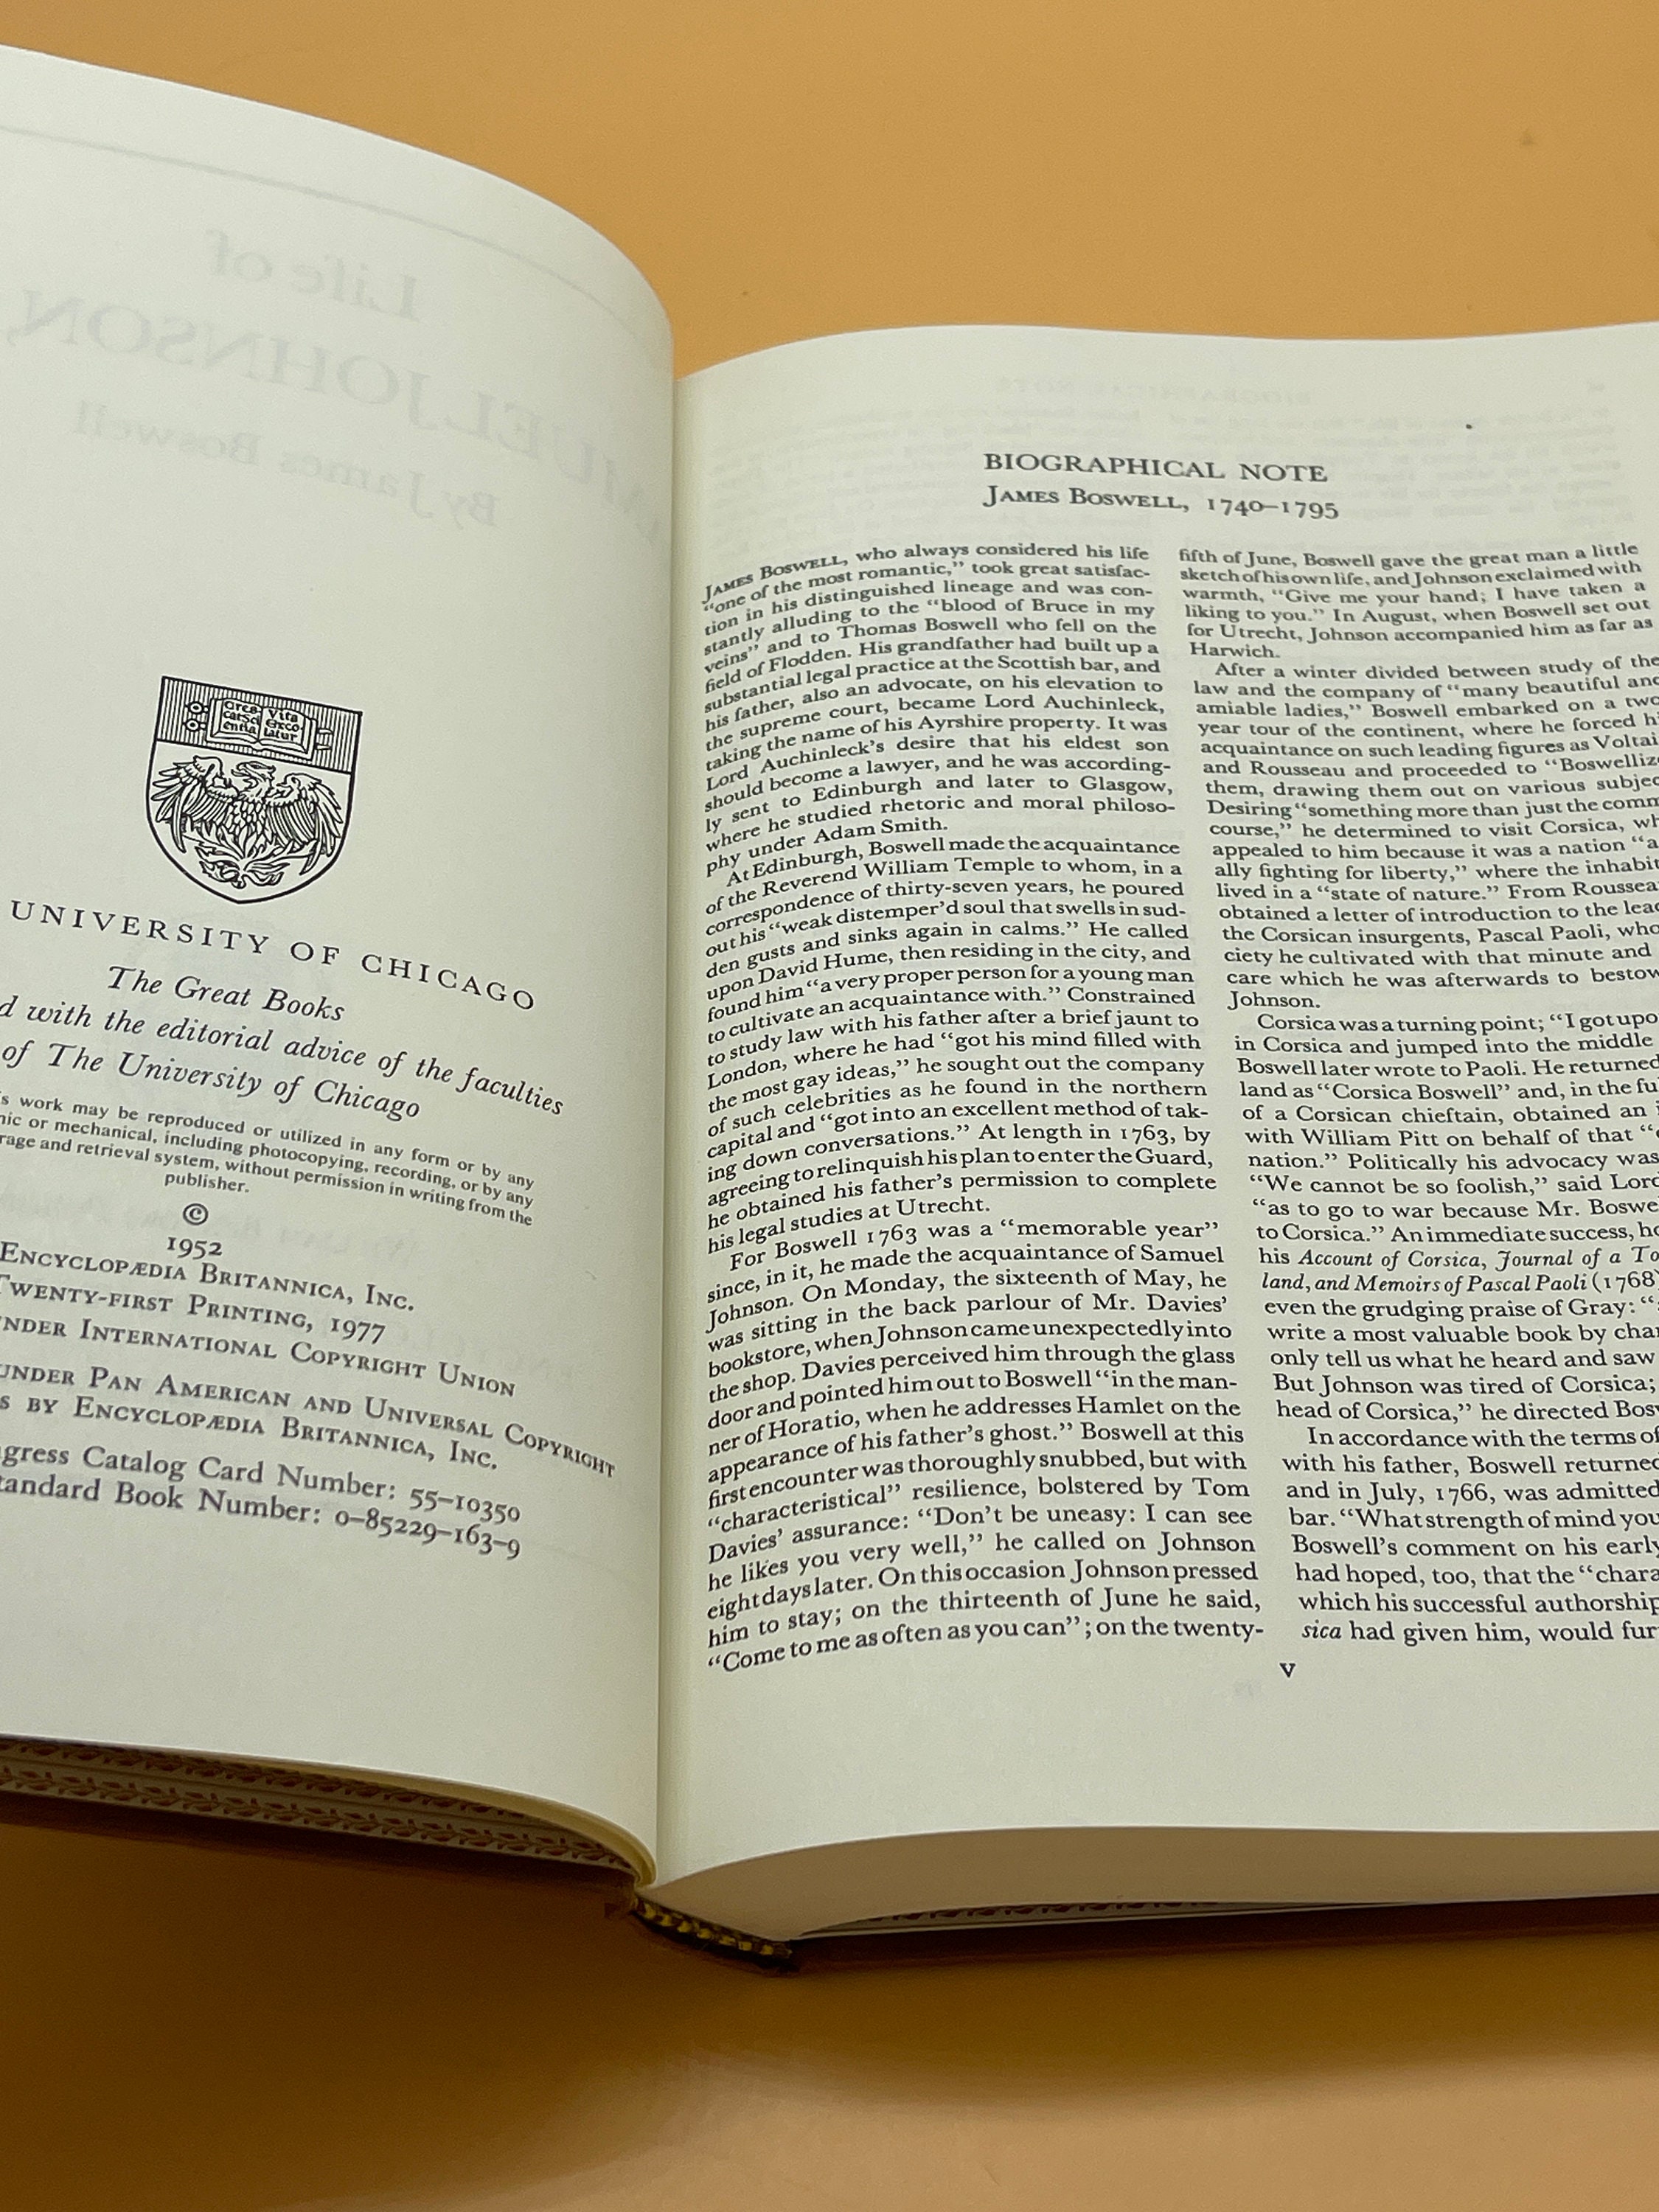 Life of
JOHNSON,
By James Boswell
Vita
UNIVERSITY OF CHICAGO
The Great Books
with the editorial advice of the faculties
of The University of Chicago
work may be reproduced or utilized in any form or by any
or mechanical, including photocopying, recording, or by any
and retrieval system, without permission in writing from the
publisher.
©
1952
ENCYCLOPÆDIA BRITANNICA, INC.
TWENTY-FIRST PRINTING, 1977
INTERNATIONAL COPYRIGHT UNION
UNDER PAN AMERICAN AND UNIVERSAL COPYRIGHT
BY ENCYCLOPÆDIA BRITANNICA, INC.
Catalog Card Number: 55–10350
Book Number: 0–85229–163–9
BIOGRAPHICAL NOTE
JAMES BOSWELL, 1740–1795
JAMES BOSWELL, who always considered his life
“one of the most romantic,” took great satisfac-
tion in his distinguished lineage and was con-
stantly alluding to the “blood of Bruce in my
veins” and to Thomas Boswell who fell on the
field of Flodden. His grandfather had built up a
substantial legal practice at the Scottish bar, and
his father, also an advocate, on his elevation to
the supreme court, became Lord Auchinleck,
taking the name of his Ayrshire property. It was
Lord Auchinleck’s desire that his eldest son
should become a lawyer, and he was according-
ly sent to Edinburgh and later to Glasgow,
where he studied rhetoric and moral philoso-
phy under Adam Smith.
At Edinburgh, Boswell made the acquaintance
of the Reverend William Temple to whom, in a
correspondence of thirty-seven years, he poured
out his “weak distemper’d soul that swells in sud-
den gusts and sinks again in calms.” He called
upon David Hume, then residing in the city, and
found him “a very proper person for a young man
to cultivate an acquaintance with.” Constrained
to study law with his father after a brief jaunt to
London, where he had “got his mind filled with
the most gay ideas,” he sought out the company
of such celebrities as he found in the northern
capital and “got into an excellent method of tak-
ing down conversations.” At length in 1763, by
agreeing to relinquish his plan to enter the Guard,
he obtained his father’s permission to complete
his legal studies at Utrecht.
For Boswell 1763 was a “memorable year”
since, in it, he made the acquaintance of Samuel
Johnson. On Monday, the sixteenth of May, he
was sitting in the back parlour of Mr. Davies’
bookstore, when Johnson came unexpectedly into
the shop. Davies perceived him through the glass
door and pointed him out to Boswell “in the man-
ner of Horatio, when he addresses Hamlet on the
appearance of his father’s ghost.” Boswell at this
first encounter was thoroughly snubbed, but with
“characteristical” resilience, bolstered by Tom
Davies’ assurance: “Don’t be uneasy: I can see
he likes you very well,” he called on Johnson
eight days later. On this occasion Johnson pressed
him to stay; on the thirteenth of June he said,
“Come to me as often as you can”; on the twenty-
fifth of June, Boswell gave the great man a little
sketch of his own life, and Johnson exclaimed with
warmth, “Give me your hand; I have taken a
liking to you.” In August, when Boswell set out
for Utrecht, Johnson accompanied him as far as
Harwich.
After a winter divided between study of the
law and the company of “many beautiful and
amiable ladies,” Boswell embarked on a two
year tour of the continent, where he forced
acquaintance on such leading figures as
and Rousseau and proceeded to
them, drawing them out on various
Desiring “something more than just the
course,” he determined to visit Corsica,
appealed to him because it was a nation
ally fighting for liberty,” where the
lived in a “state of nature.” From
obtained a letter of introduction to the
the Corsican insurgents, Pascal Paoli,
ciety he cultivated with that minute and
care which he was afterwards to bestow
Johnson.
Corsica was a turning point; “I got
in Corsica and jumped into the middle
Boswell later wrote to Paoli. He returned
land as “Corsica Boswell” and, in the
of a Corsican chieftain, obtained an
with William Pitt on behalf of that
nation.” Politically his advocacy was
“We cannot be so foolish,” said Lord
“as to go to war because Mr.
to Corsica.” An immediate success,
his Account of Corsica, Journal of a
land, and Memoirs of Pascal Paoli (1768)
even the grudging praise of Gray:
write a most valuable book by
only tell us what he heard and saw
But Johnson was tired of Corsica;
head of Corsica,” he directed
In accordance with the terms of
with his father, Boswell returned
and in July, 1766, was admitted
bar. “What strength of mind you
Boswell’s comment on his early
had hoped, too, that the
which his successful authorship
sica had given him, would
v